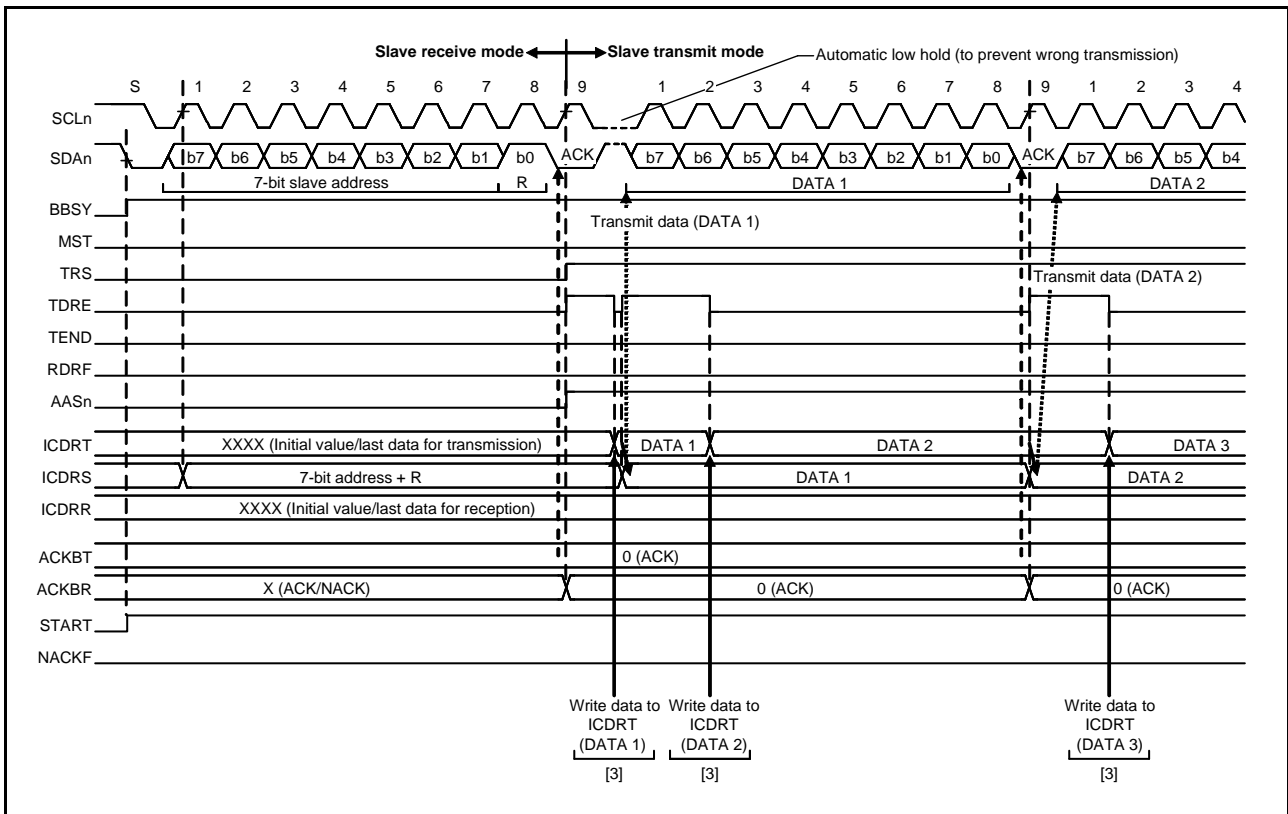 Slave receive mode Slave transmit mode
Automatic low hold (to prevent wrong transmission)
S 1 2 3 4 5 6 7 8 9 1 2 3 4 5 6 7 8 9 1 2 3 4
SCLn
SDAn b7 b6 b5 b4 b3 b2 b1 b0 ACK b7 b6 b5 b4 b3 b2 b1 b0 ACK b7 b6 b5 b4
7-bit slave address R DATA 1 DATA 2
BBSY
Transmit data (DATA 1)
MST
TRS
Transmit data (DATA 2)
TDRE
TEND
RDRF
AASn
ICDRT XXXX (Initial value/last data for transmission) DATA 1 DATA 2 DATA 3
ICDRS 7-bit address + R DATA 1 DATA 2
ICDRR XXXX (Initial value/last data for reception)
ACKBT 0 (ACK)
ACKBR X (ACK/NACK) 0 (ACK) 0 (ACK)
START
NACKF
Write data to Write data to Write data to
ICDRT ICDRT ICDRT
(DATA 1) (DATA 2) (DATA 3)
[3] [3] [3]